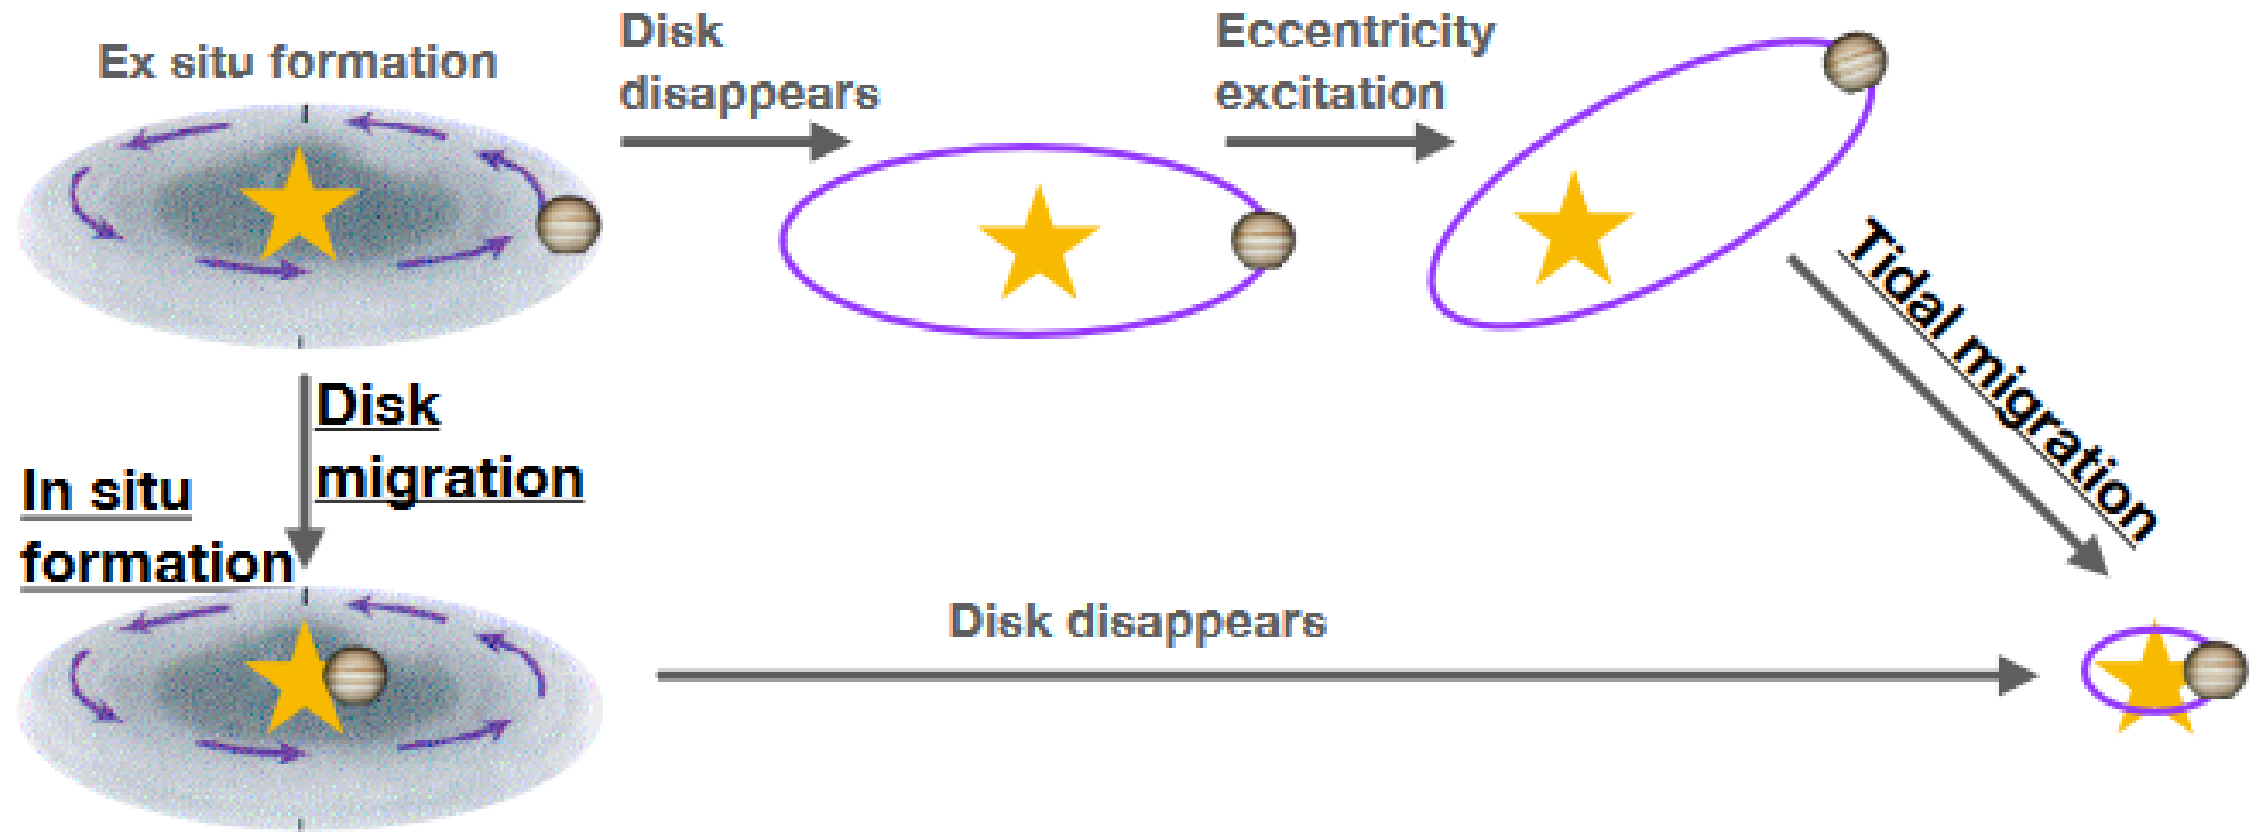 Ex situ formation
Disk
disappears
Eccentricity
excitation
Tidal migration
Disk
migration
In situ
formation
Disk disappears